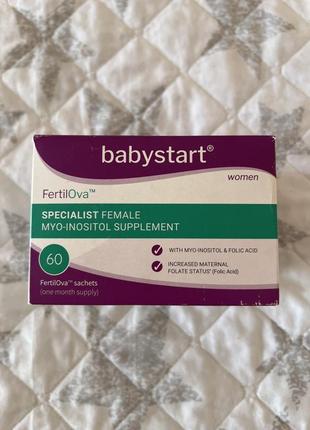 babystart®
women
FertilOva™
SPECIALIST FEMALE
MYO-INOSITOL SUPPLEMENT
60
FertilOva™ sachets
(one month supply)
WITH MYO-INOSITOL & FOLIC ACID
INCREASED MATERNAL
FOLATE STATUS¹ (Folic Acid)